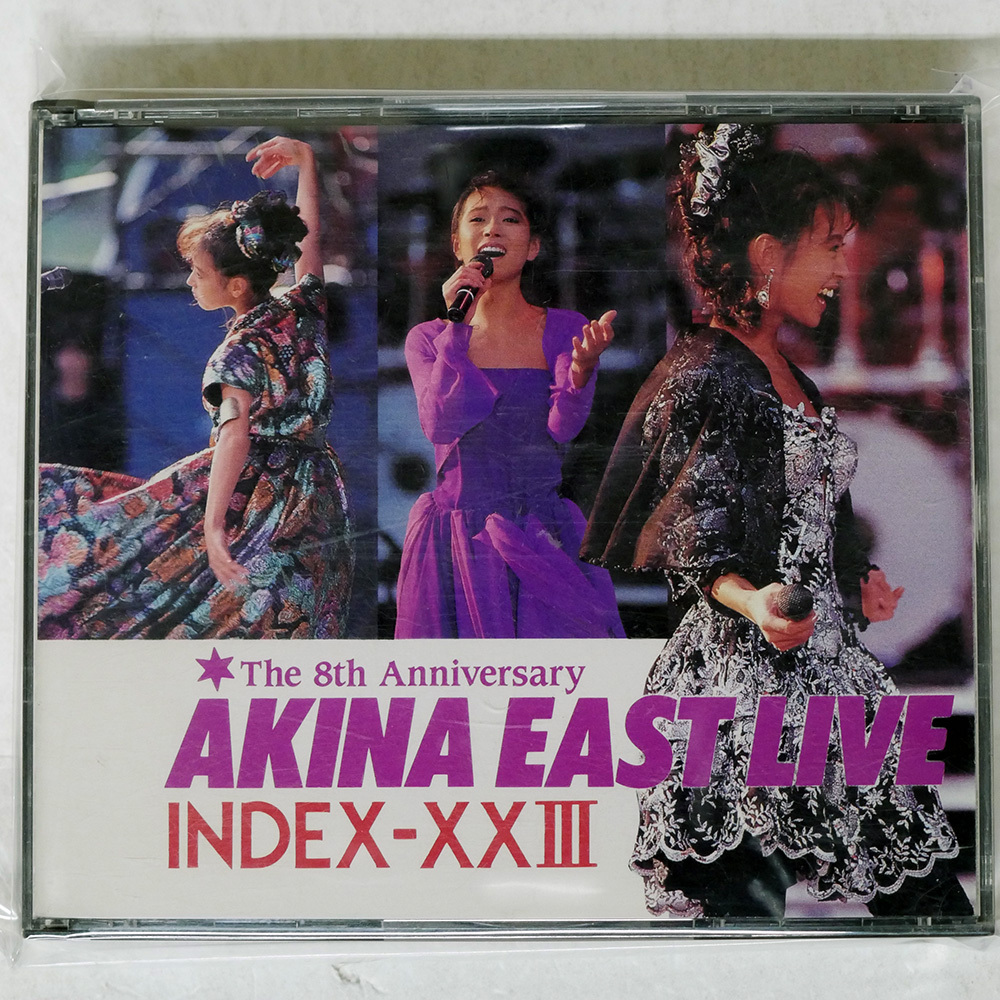 The 8th Anniversary
AKINA EAST LIVE
INDEX-XXIII